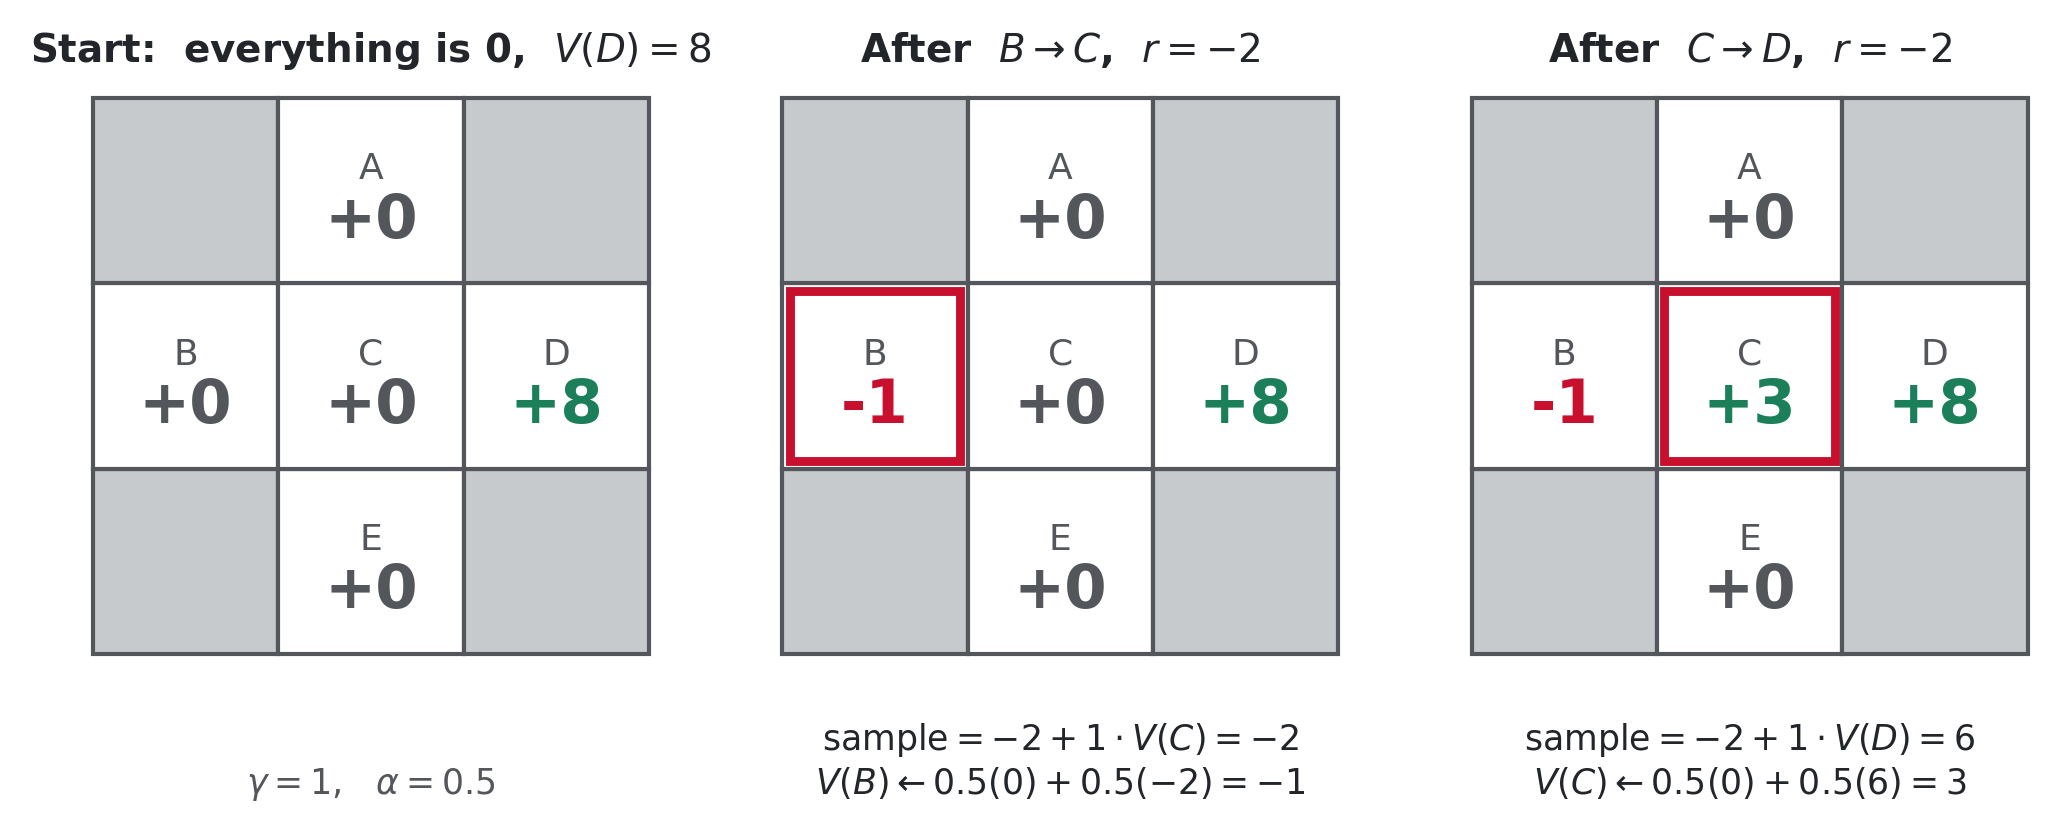 Start: everything is 0, V(D) = 8
A
+0
B
+0
C
+0
D
+8
E
+0
γ = 1, α = 0.5
After B → C, r = −2
A
+0
B
-1
C
+0
D
+8
E
+0
sample = −2 + 1 · V(C) = −2
V(B) ← 0.5(0) + 0.5(−2) = −1
After C → D, r = −2
A
+0
B
-1
C
+3
D
+8
E
+0
sample = −2 + 1 · V(D) = 6
V(C) ← 0.5(0) + 0.5(6) = 3